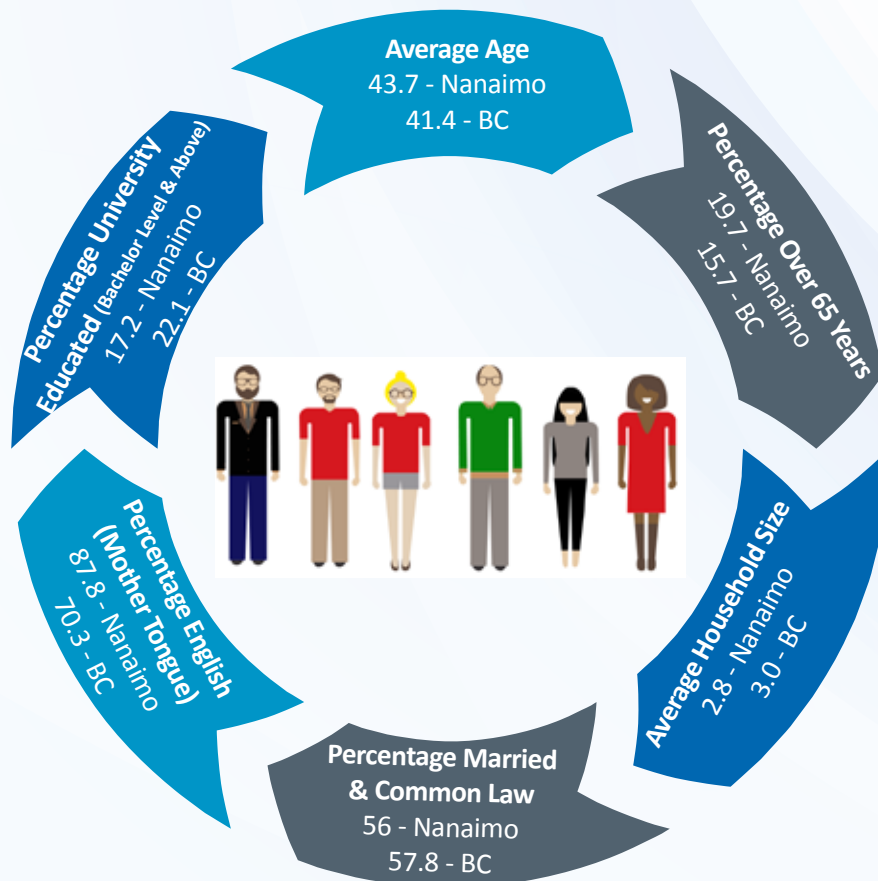 Average Age
43.7 - Nanaimo
41.4 - BC
Percentage Over 65 Years
19.7 - Nanaimo
15.7 - BC
Average Household Size
2.8 - Nanaimo
3.0 - BC
Percentage Married
& Common Law
56 - Nanaimo
57.8 - BC
Percentage English
(Mother Tongue)
87.8 - Nanaimo
70.3 - BC
Percentage University
Educated (Bachelor Level & Above)
17.2 - Nanaimo
22.1 - BC